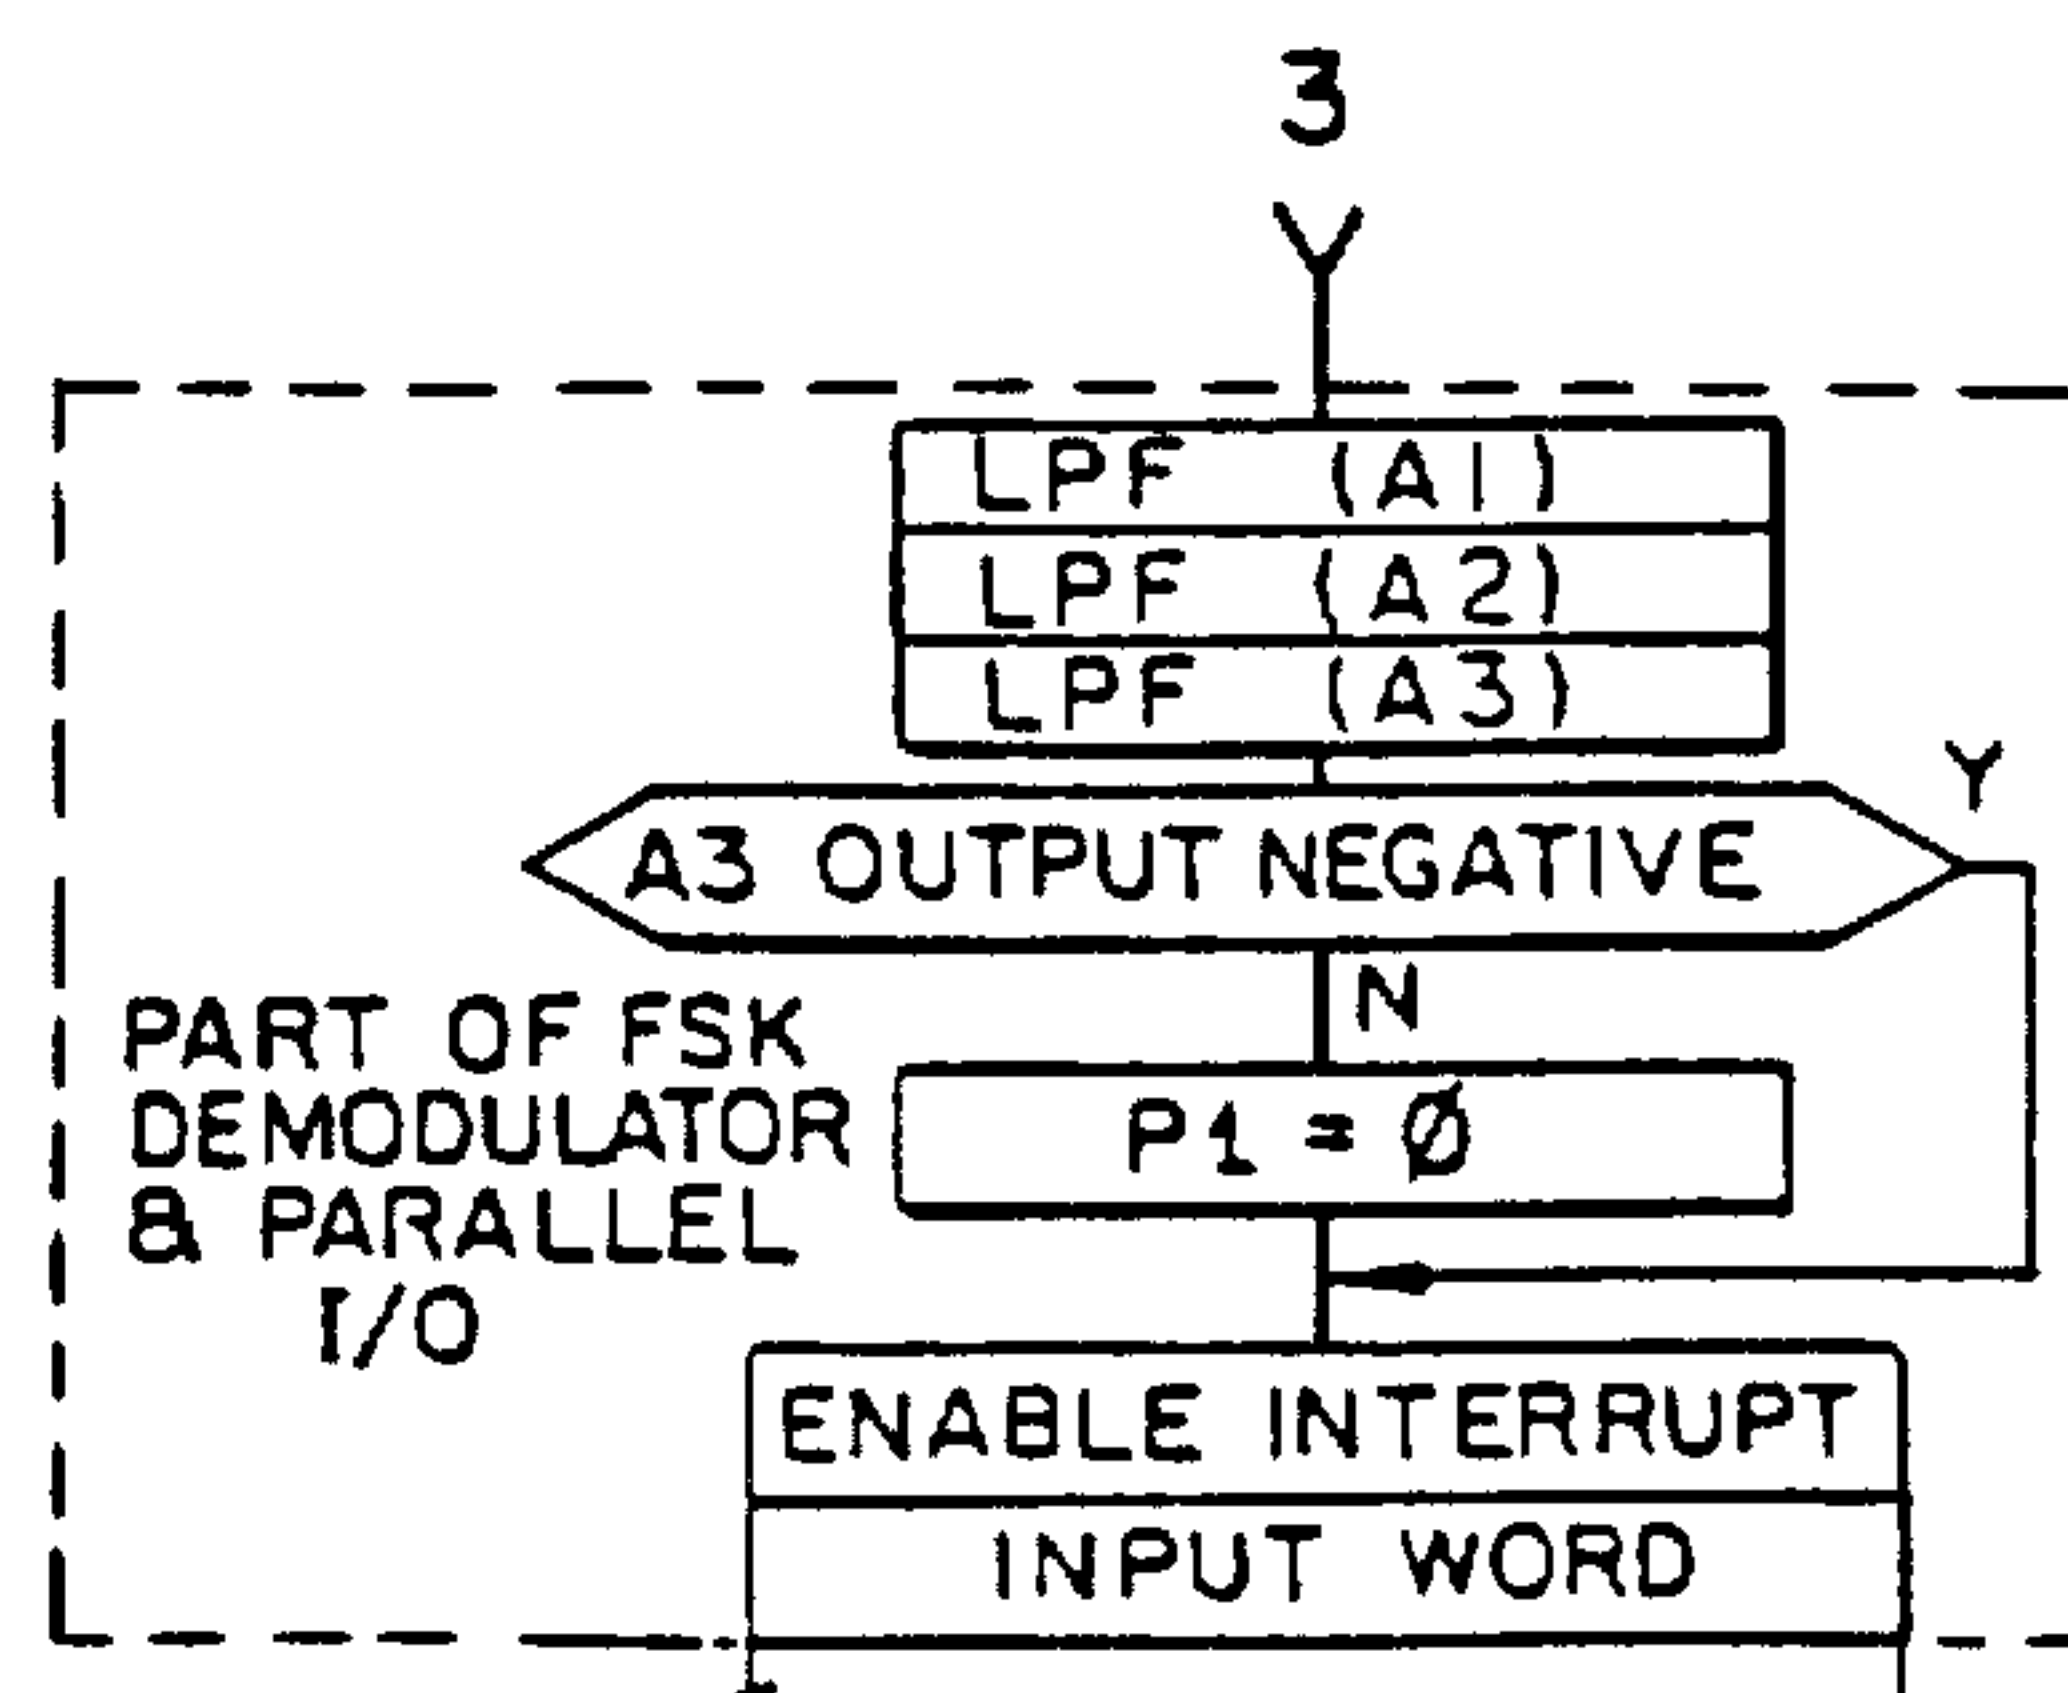 3
LPF (A1)
LPF (A2)
LPF (A3)
Y
A3 OUTPUT NEGATIVE
N
PART OF FSK
DEMODULATOR
& PARALLEL
I/O
P1 = Ø
ENABLE INTERRUPT
INPUT WORD